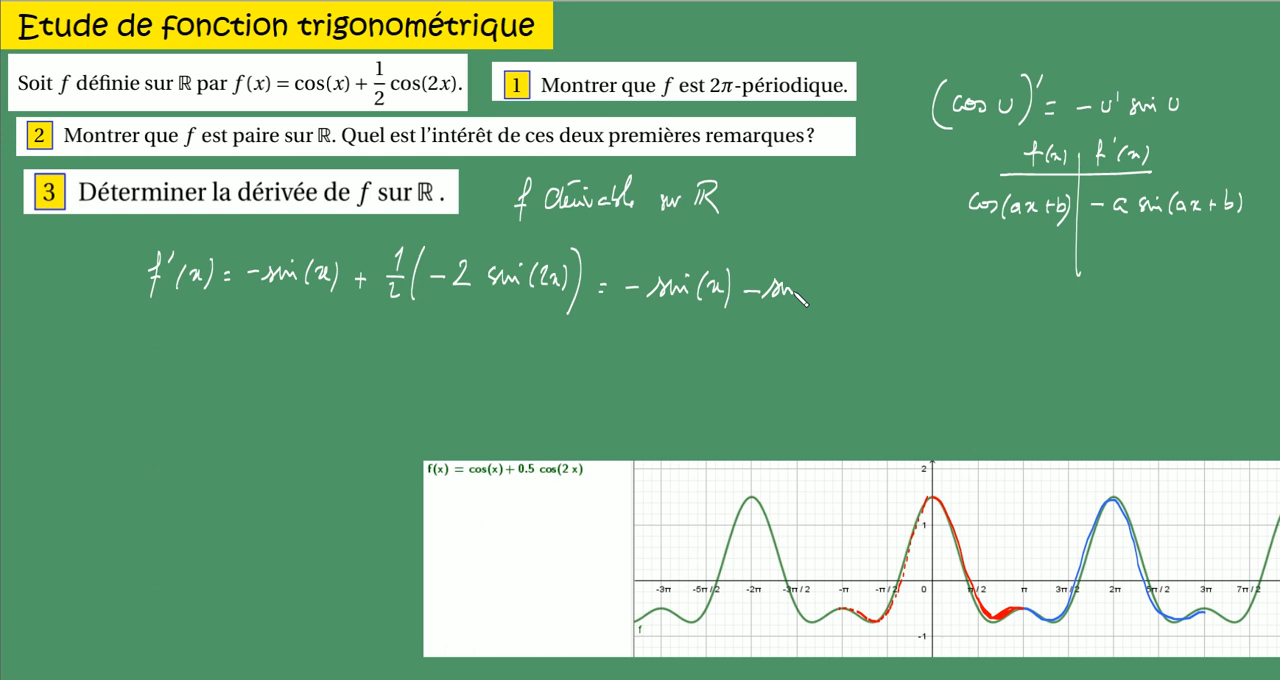 Etude de fonction trigonométrique
Soit f définie sur ℝ par f(x) = cos(x) + 1/2 cos(2x).
1 Montrer que f est 2π-périodique.
2 Montrer que f est paire sur ℝ. Quel est l'intérêt de ces deux premières remarques?
3 Déterminer la dérivée de f sur ℝ.
f dérivable sur ℝ
(cos U)' = - U' sin U
f(x) f'(x)
cos(ax+b) - a sin(ax+b)
f'(x) = -sin(x) + 1/2 (-2 sin(2x)) = - sin(x) - sin
f(x) = cos(x) + 0.5 cos(2 x)
2
1
-3π -5π/2 -2π -3π/2 -π -π/2 0 π/2 π 3π/2 2π 5π/2 3π 7π/2
f
-1